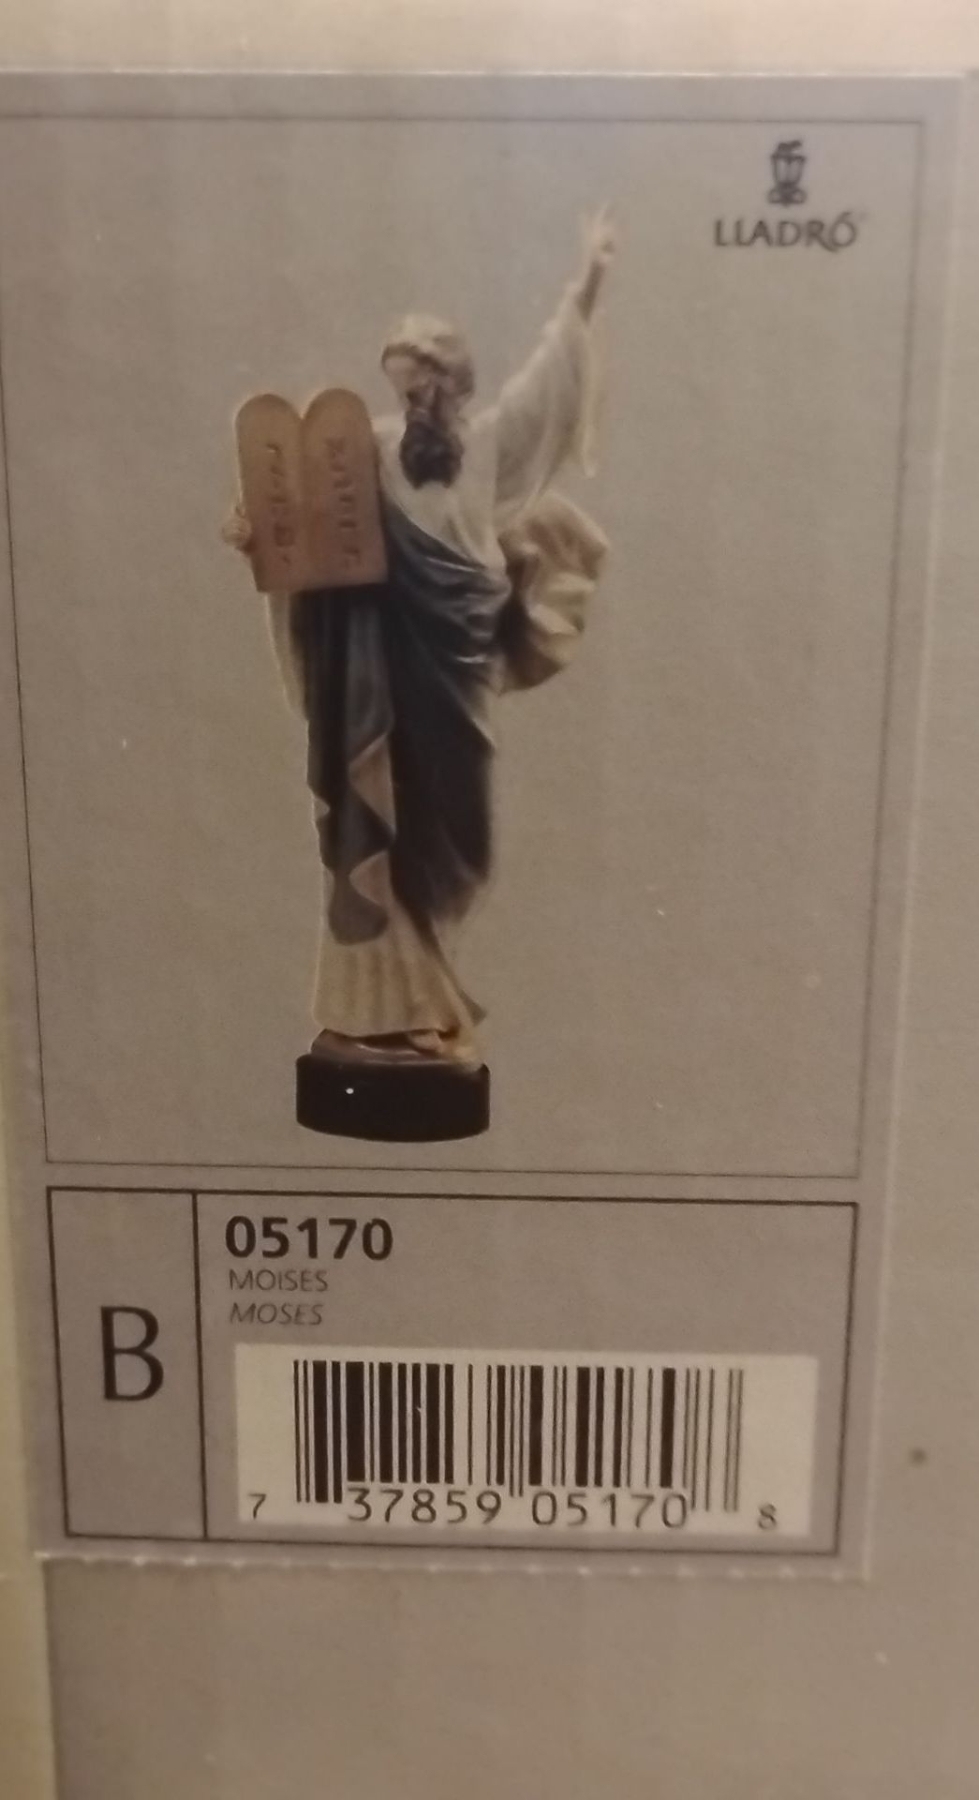 LLADRÓ
B
05170
MOISES
MOSES
7 37859 05170 8